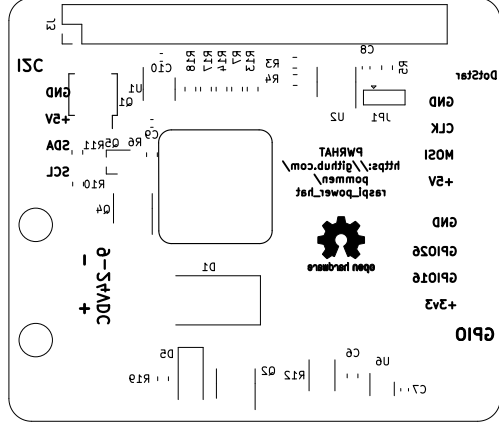 J3
I2C
GND
+5V
SDA
SCL
Q1
U1
C10
R18
R17
R14
R7
R13
R3
R4
C8
R5
U2
JP1
DotStar
GND
CLK
MOSI
+5V
C9
R11
Q5
R6
R10
Q4
PWRHAT
https://github.com/
pommen/
raspi_power_hat
open hardware
GND
GPIO26
GPIO16
+3v3
GPIO
-
+
9-24VDC
D1
D5
R19
Q2
R12
C6
U6
C7